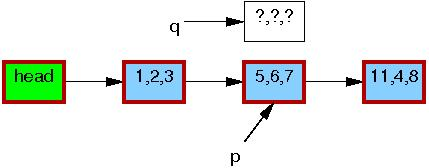 q ?,?,?
head 1,2,3 5,6,7 11,4,8
p